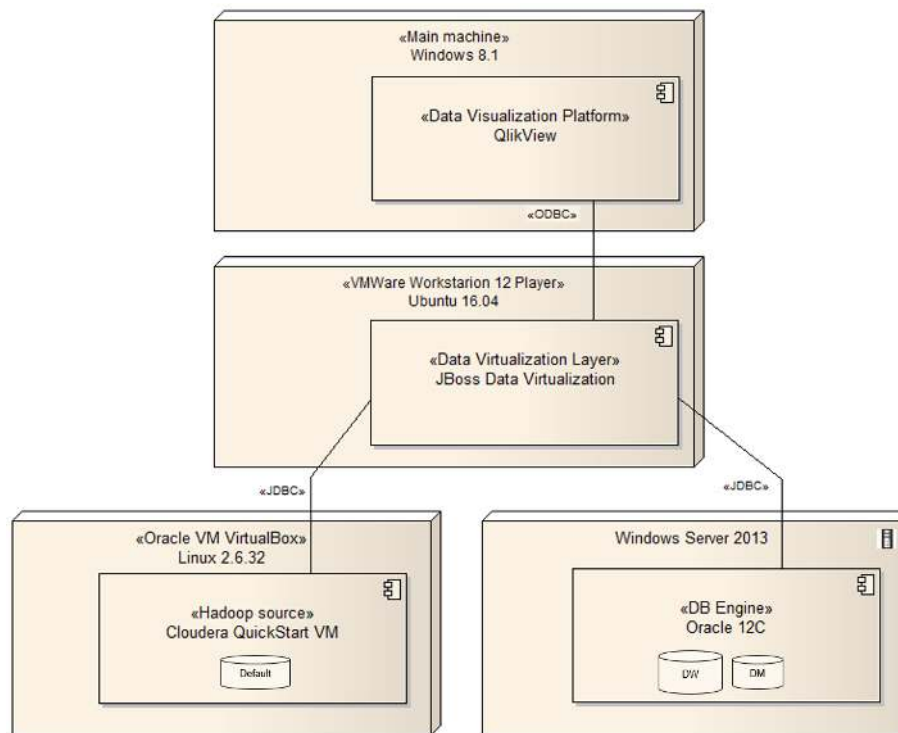 «Main machine»
Windows 8.1
«Data Visualization Platform»
QlikView
«ODBC»
«VMWare Workstarion 12 Player»
Ubuntu 16.04
«Data Virtualization Layer»
JBoss Data Virtualization
«JDBC»
«JDBC»
«Oracle VM VirtualBox»
Linux 2.6.32
«Hadoop source»
Cloudera QuickStart VM
Default
Windows Server 2013
«DB Engine»
Oracle 12C
DW
DM